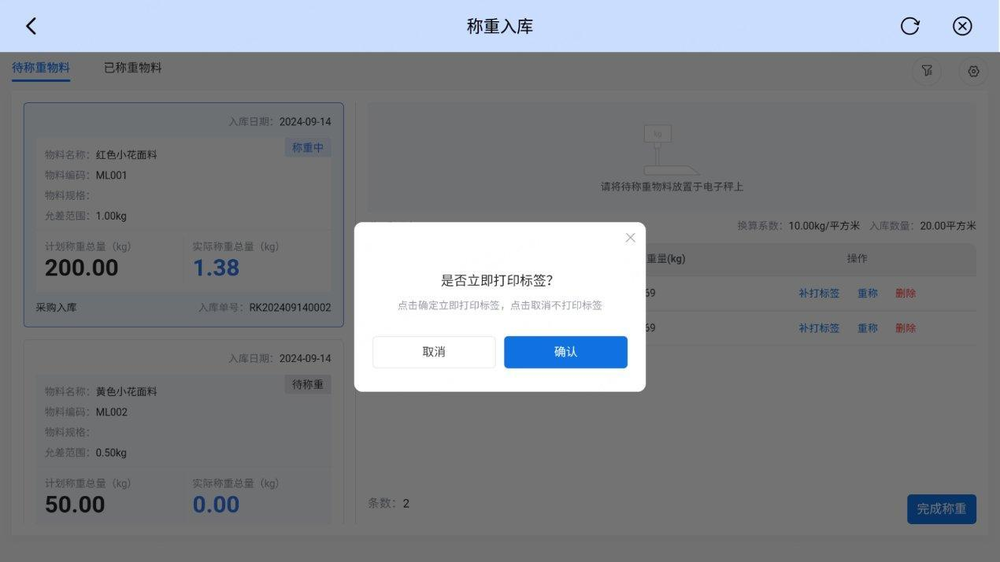 称重入库
待称重物料
已称重物料
入库日期：2024-09-14
称重中
物料名称：红色小花面料
物料编码：ML001
物料规格：
允差范围：1.00kg
计划称重总量（kg）
实际称重总量（kg）
200.00
1.38
采购入库
入库单号：RK202409140002
入库日期：2024-09-14
待称重
物料名称：黄色小花面料
物料编码：ML002
物料规格：
允差范围：0.50kg
计划称重总量（kg）
实际称重总量（kg）
50.00
0.00
kg
请将待称重物料放置于电子秤上
换算系数：10.00kg/平方米 入库数量：20.00平方米
重量(kg)
操作
69
补打标签 重称 删除
69
补打标签 重称 删除
是否立即打印标签？
点击确定立即打印标签，点击取消不打印标签
取消
确认
条数：2
完成称重